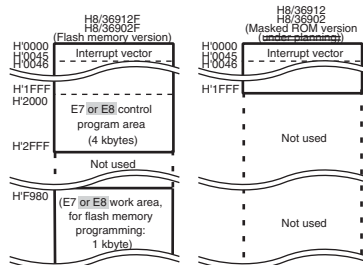 H8/36912F
H8/36902F
(Flash memory version)
H'0000
H'0045
H'0046
Interrupt vector
H'1FFF
H'2000
E7 or E8 control
program area
(4 kbytes)
H'2FFF
Not used
H'F980
(E7 or E8 work area,
for flash memory
programming:
1 kbyte)
H8/36912
H8/36902
(Masked ROM version
(under planning)
H'0000
H'0045
H'0046
Interrupt vector
H'1FFF
Not used
Not used